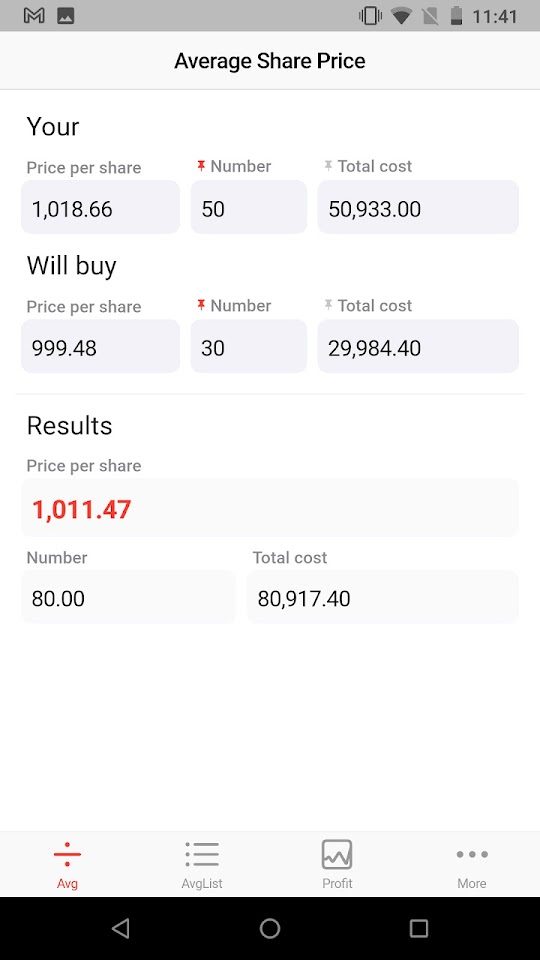 11:41
Average Share Price
Your
Price per share Number Total cost
1,018.66 50 50,933.00
Will buy
Price per share Number Total cost
999.48 30 29,984.40
Results
Price per share
1,011.47
Number Total cost
80.00 80,917.40
Avg AvgList Profit More